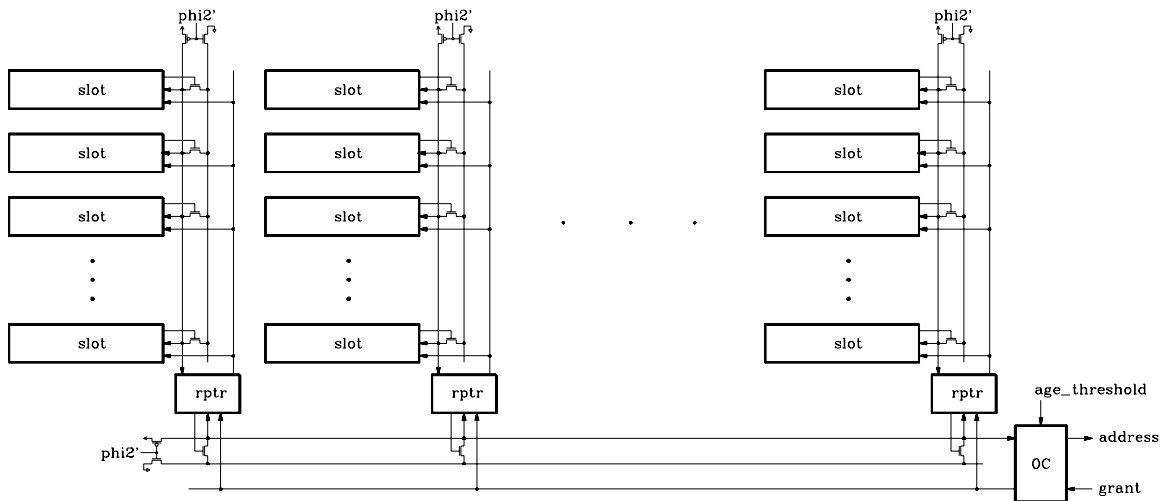 phi2' phi2' phi2'
slot slot slot
slot slot slot
slot slot slot
slot slot slot
rptr rptr rptr
age_threshold
address
phi2'
OC
grant